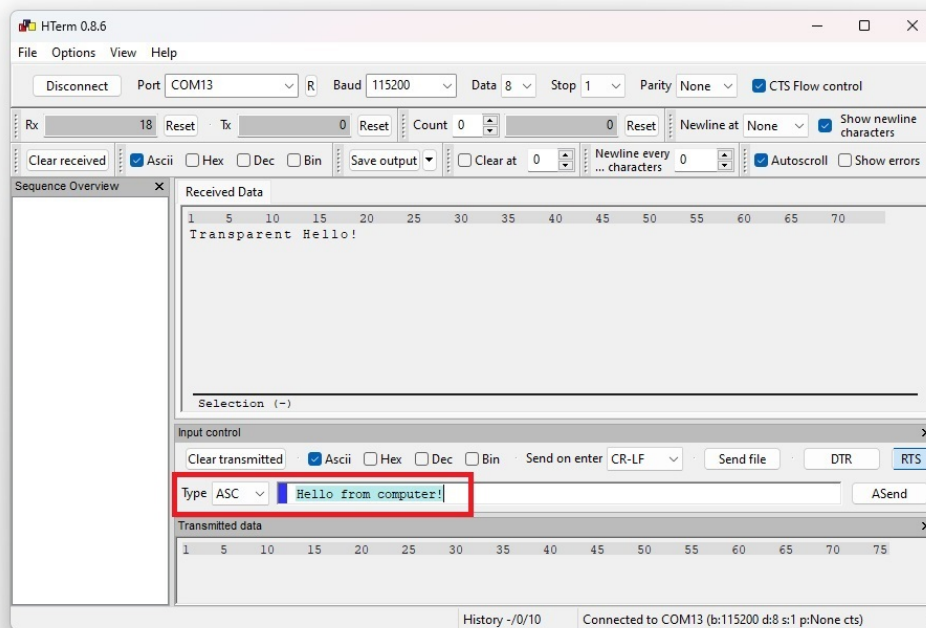 HTerm 0.8.6
File Options View Help
Disconnect Port COM13 R Baud 115200 Data 8 Stop 1 Parity None CTS Flow control
Rx 18 Reset Tx 0 Reset Count 0 0 Reset Newline at None Show newline characters
Clear received Ascii Hex Dec Bin Save output Clear at 0 Newline every ... characters 0 Autoscroll Show errors
Sequence Overview
Received Data
1 5 10 15 20 25 30 35 40 45 50 55 60 65 70
Transparent Hello!
Selection (-)
Input control
Clear transmitted Ascii Hex Dec Bin Send on enter CR-LF Send file DTR RTS
Type ASC Hello from computer! ASend
Transmitted data
1 5 10 15 20 25 30 35 40 45 50 55 60 65 70 75
History -/0/10 Connected to COM13 (b:115200 d:8 s:1 p:None cts)